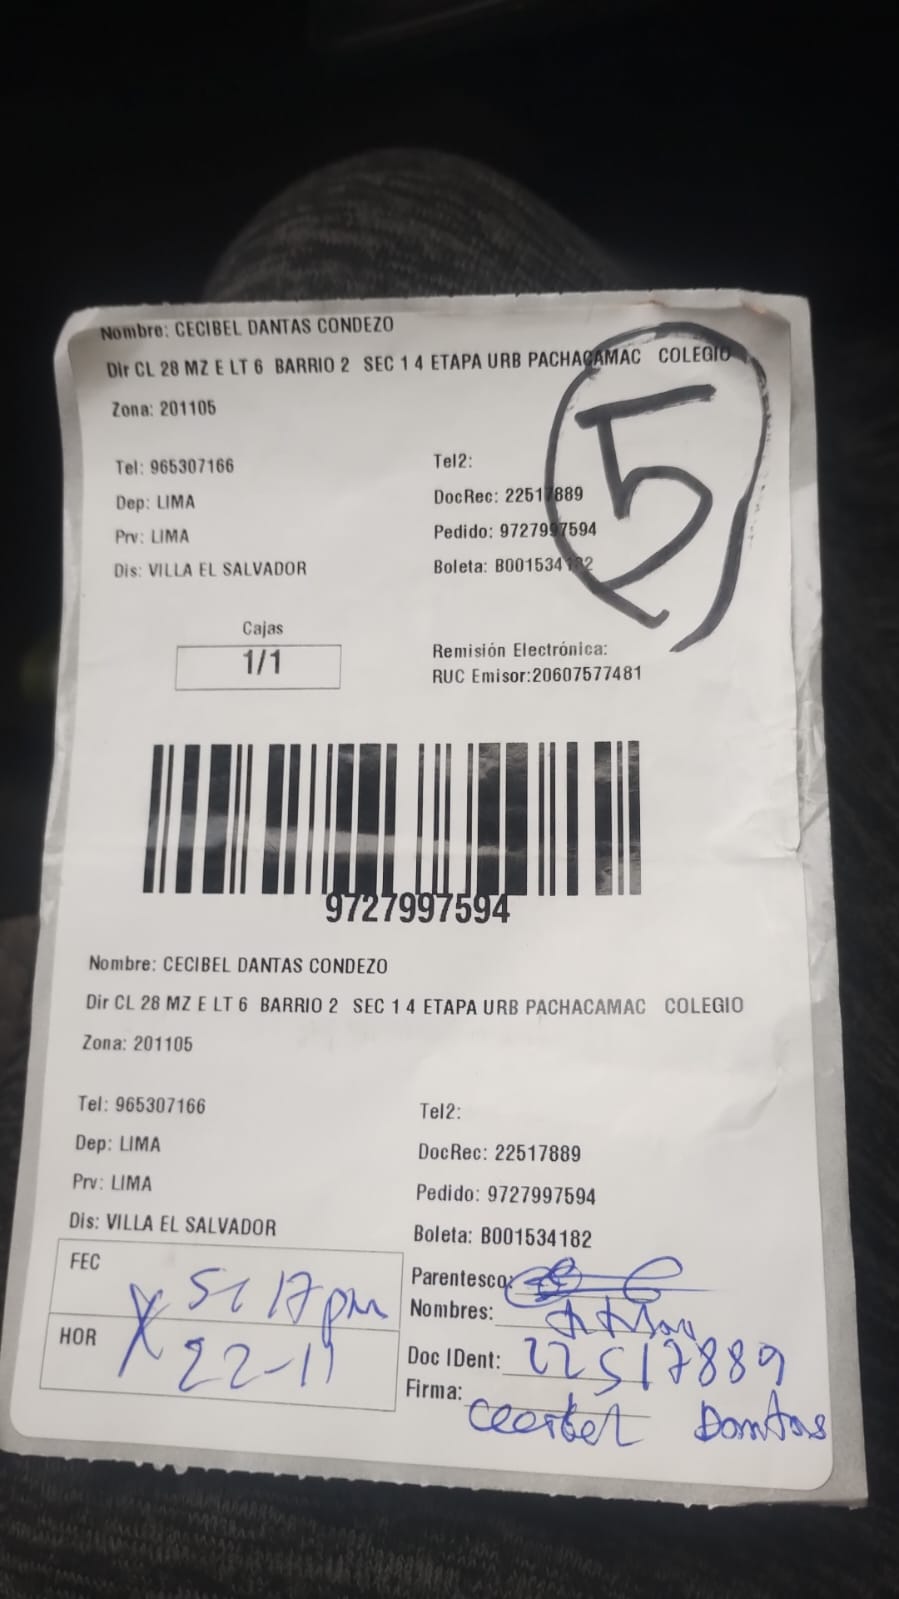 Nombre: CECIBEL DANTAS CONDEZO
Dir CL 28 MZ E LT 6 BARRIO 2 SEC 1 4 ETAPA URB PACHACAMAC COLEGIO
Zona: 201105
5
Tel: 965307166 Tel2:
Dep: LIMA DocRec: 22517889
Prv: LIMA Pedido: 9727997594
Dis: VILLA EL SALVADOR Boleta: B001534182
Cajas
1/1
Remisión Electrónica:
RUC Emisor:20607577481
9727997594
Nombre: CECIBEL DANTAS CONDEZO
Dir CL 28 MZ E LT 6 BARRIO 2 SEC 1 4 ETAPA URB PACHACAMAC COLEGIO
Zona: 201105
Tel: 965307166 Tel2:
Dep: LIMA DocRec: 22517889
Prv: LIMA Pedido: 9727997594
Dis: VILLA EL SALVADOR Boleta: B001534182
FEC 5:17pm
HOR 22-11
Parentesco:
Nombres:
Doc IDent: 22517889
Firma: Cecibel Dantas